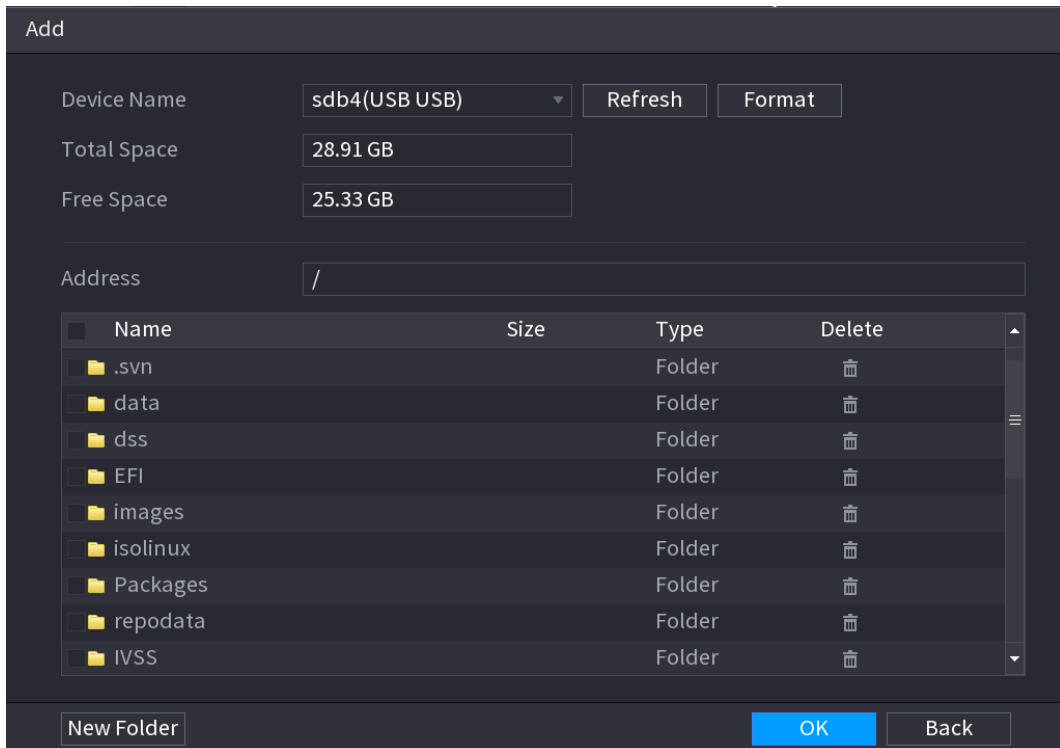 Add
Device Name sdb4(USB USB) Refresh Format
Total Space 28.91 GB
Free Space 25.33 GB
Address /
Name Size Type Delete
.svn Folder
data Folder
dss Folder
EFI Folder
images Folder
isolinux Folder
Packages Folder
repodata Folder
IVSS Folder
New Folder OK Back